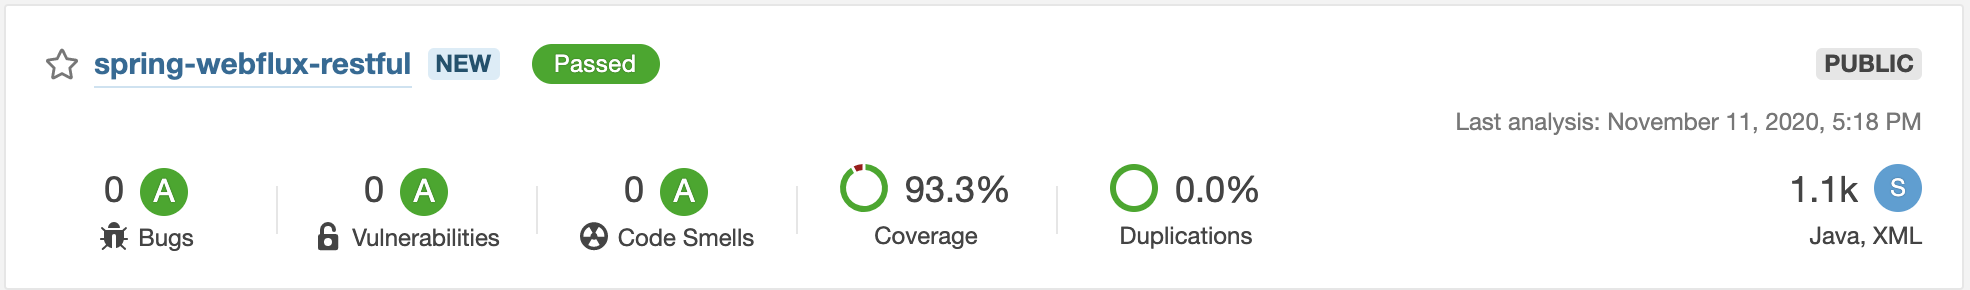 spring-webflux-restful NEW Passed PUBLIC
Last analysis: November 11, 2020, 5:18 PM
0 A 0 A 0 A 93.3% 0.0% 1.1k S
Bugs Vulnerabilities Code Smells Coverage Duplications Java, XML